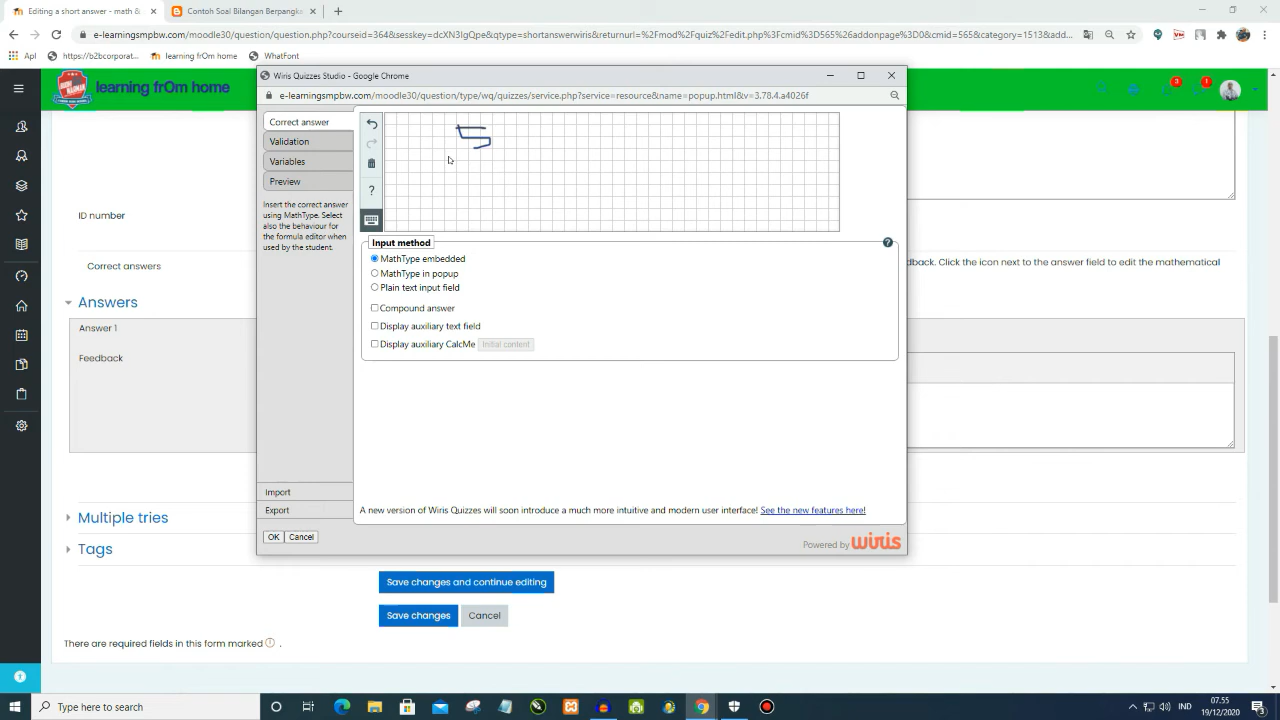 Editing a short answer - math &
Contoh Soal Bilangan Berpangka
e-learningsmpbw.com/moodle30/question/question.php?courseid=364&sesskey=dcXN3IgQpe&qtype=shortanswerwiris&returnurl=%2Fmod%2Fquiz%2Fedit.php%3Fcmid%3D565%26addonpage%3D0&cmid=565&category=1513&add...
Apl
https://b2bcorporat...
learning frOm home
WhatFont
learning frOm home
3
1
Wiris Quizzes Studio - Google Chrome
e-learningsmpbw.com/moodle30/question/type/wq/quizzes/service.php?service=resource&name=popup.html&v=3.78.4.a4026f
Correct answer
Validation
Variables
Preview
Insert the correct answer
using MathType. Select
also the behaviour for
the formula editor when
used by the student.
5
?
Input method
?
MathType embedded
MathType in popup
Plain text input field
Compound answer
Display auxiliary text field
Display auxiliary CalcMe
Initial content
Import
Export
A new version of Wiris Quizzes will soon introduce a much more intuitive and modern user interface! See the new features here!
OK
Cancel
Powered by wiris
ID number
Correct answers
dback. Click the icon next to the answer field to edit the mathematical
Answers
Answer 1
Feedback
Multiple tries
Tags
Save changes and continue editing
Save changes
Cancel
There are required fields in this form marked .
Type here to search
IND
07.55
19/12/2020
3